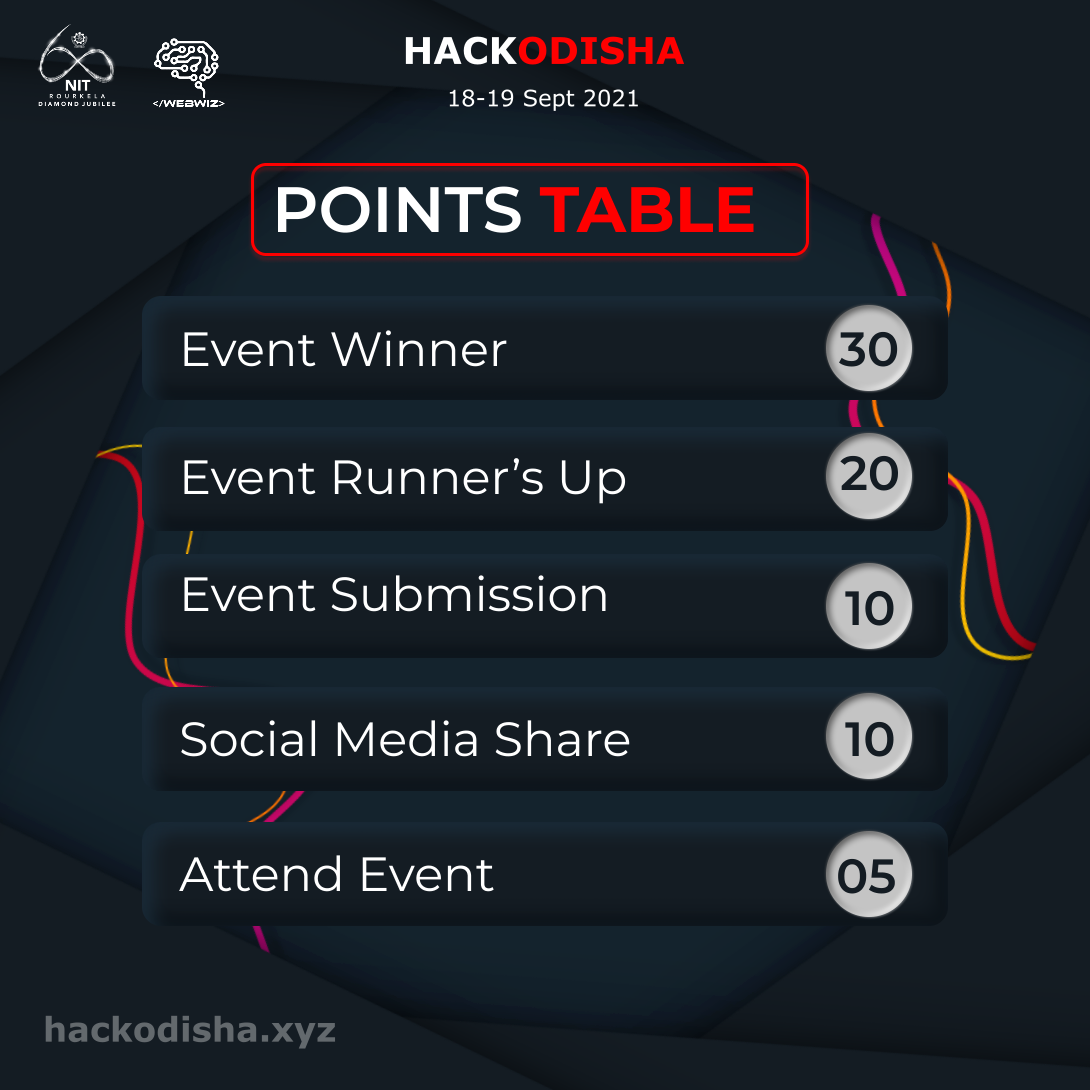 NIT
ROURKELA
DIAMOND JUBILEE
</WEBWIZ>
HACKODISHA
18-19 Sept 2021
POINTS TABLE
Event Winner 30
Event Runner’s Up 20
Event Submission 10
Social Media Share 10
Attend Event 05
hackodisha.xyz